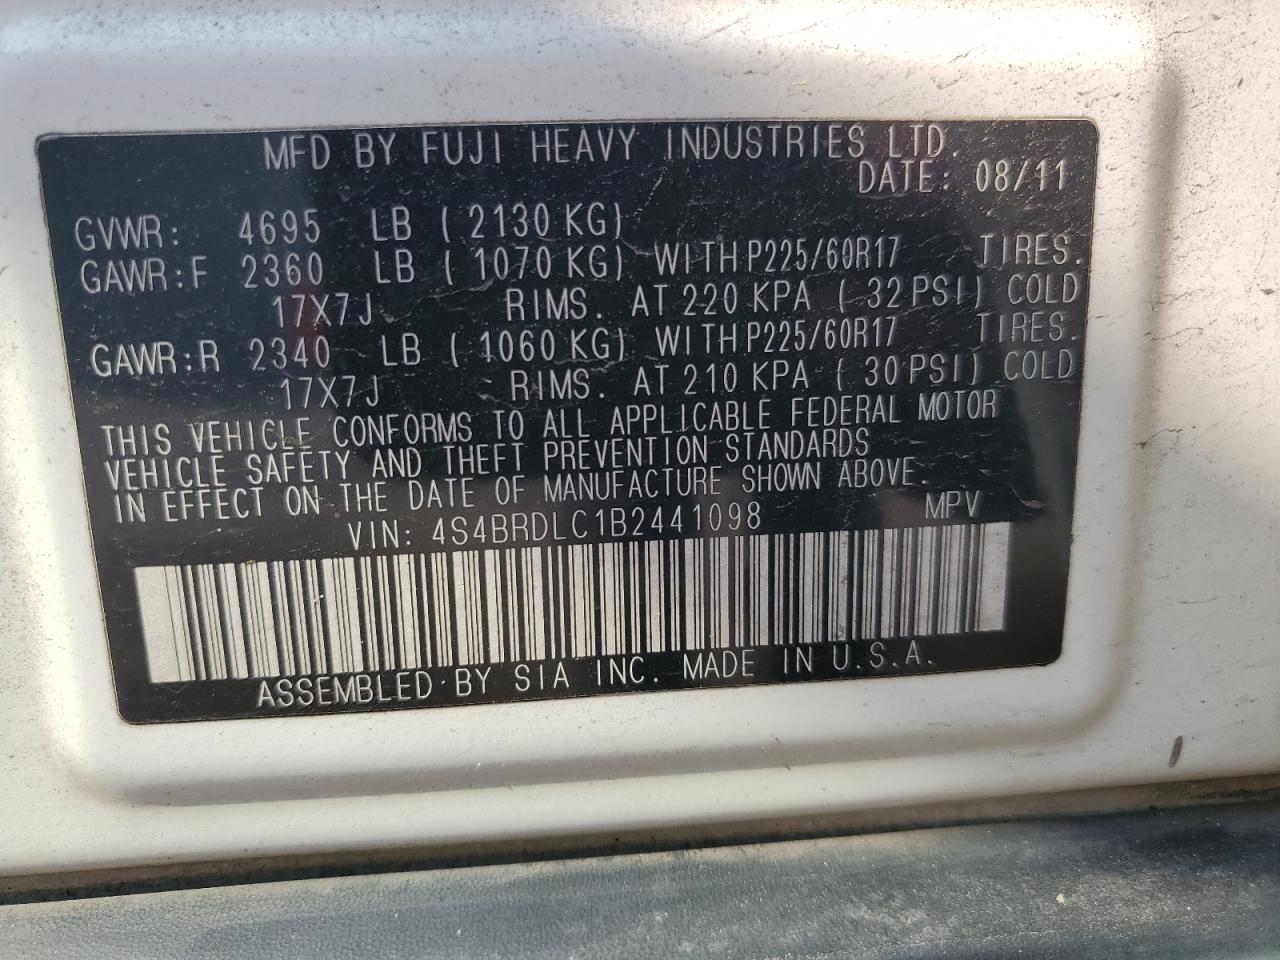 MFD BY FUJI HEAVY INDUSTRIES LTD.
DATE: 08/11
GVWR: 4695 LB ( 2130 KG)
GAWR:F 2360 LB ( 1070 KG) WITH P225/60R17 TIRES.
17X7J RIMS. AT 220 KPA ( 32 PSI) COLD
GAWR:R 2340 LB ( 1060 KG) WITH P225/60R17 TIRES.
17X7J RIMS. AT 210 KPA ( 30 PSI) COLD
THIS VEHICLE CONFORMS TO ALL APPLICABLE FEDERAL MOTOR
VEHICLE SAFETY AND THEFT PREVENTION STANDARDS
IN EFFECT ON THE DATE OF MANUFACTURE SHOWN ABOVE.
VIN: 4S4BRDLC1B2441098 MPV
ASSEMBLED BY SIA INC. MADE IN U.S.A.